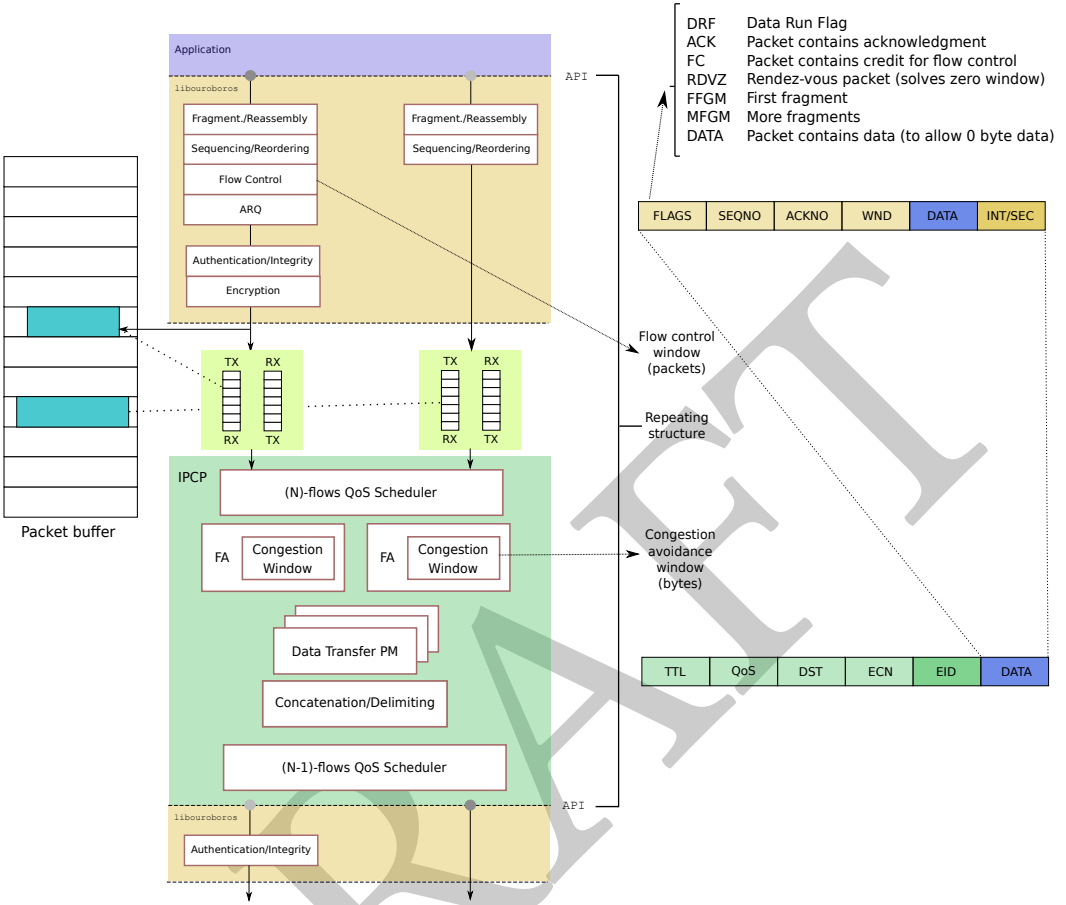 DRF Data Run Flag
ACK Packet contains acknowledgment
FC Packet contains credit for flow control
RDVZ Rendez-vous packet (solves zero window)
FFGM First fragment
MFGM More fragments
DATA Packet contains data (to allow 0 byte data)
Application
API
libouroboros
Fragment./Reassembly
Sequencing/Reordering
Flow Control
ARQ
Authentication/Integrity
Encryption
Fragment./Reassembly
Sequencing/Reordering
FLAGS SEQNO ACKNO WND DATA INT/SEC
Flow control
window
(packets)
TX RX
RX TX
TX RX
RX TX
Repeating
structure
Packet buffer
IPCP
(N)-flows QoS Scheduler
FA
Congestion
Window
FA
Congestion
Window
Congestion
avoidance
window
(bytes)
Data Transfer PM
Concatenation/Delimiting
(N-1)-flows QoS Scheduler
TTL QoS DST ECN EID DATA
API
libouroboros
Authentication/Integrity